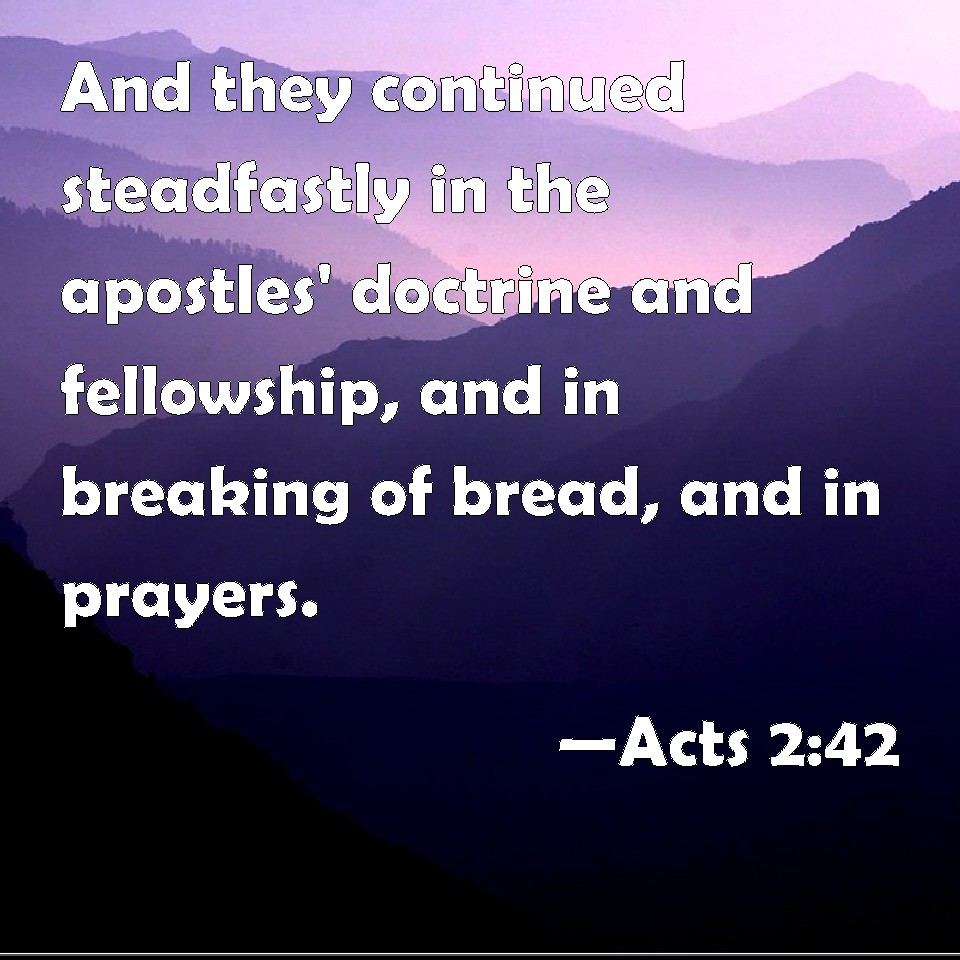 And they continued
steadfastly in the
apostles' doctrine and
fellowship, and in
breaking of bread, and in
prayers.
—Acts 2:42